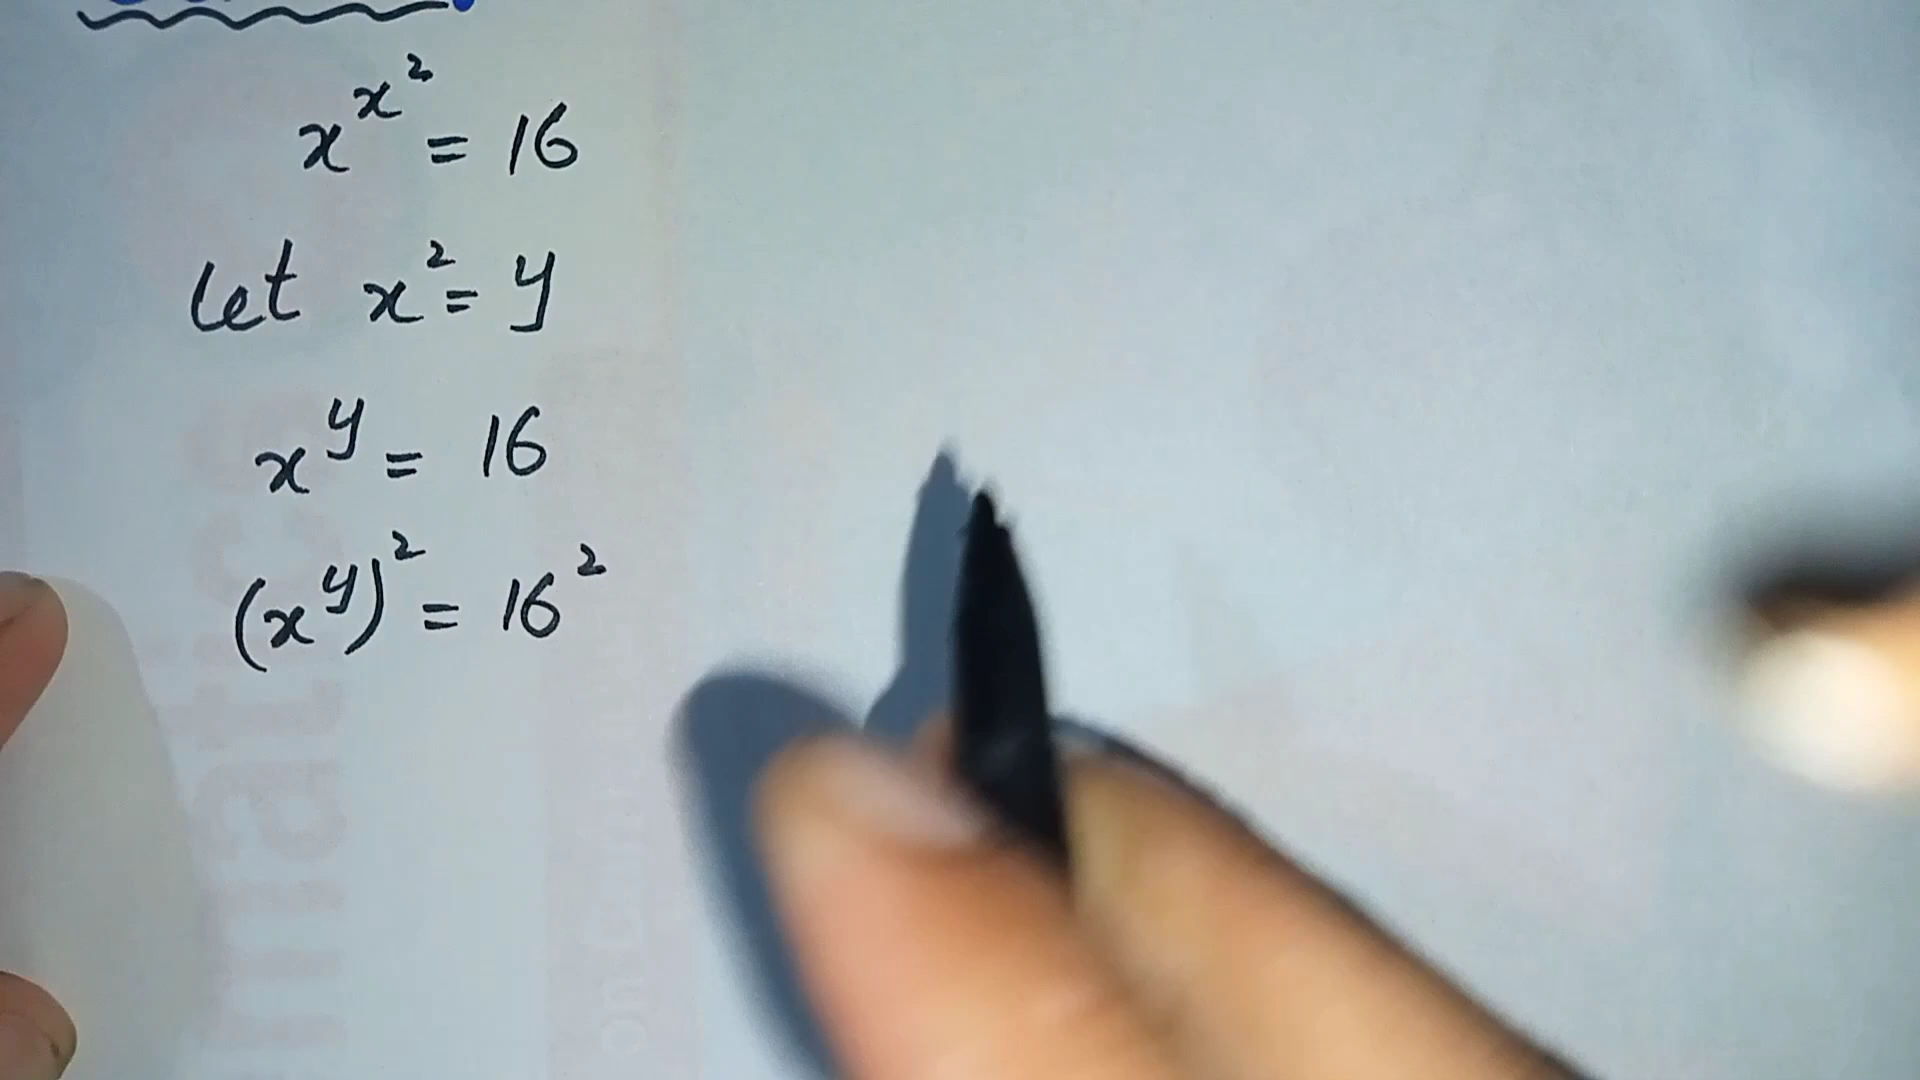 x^x^2 = 16
let x^2 = y
x^y = 16
(x^y)^2 = 16^2